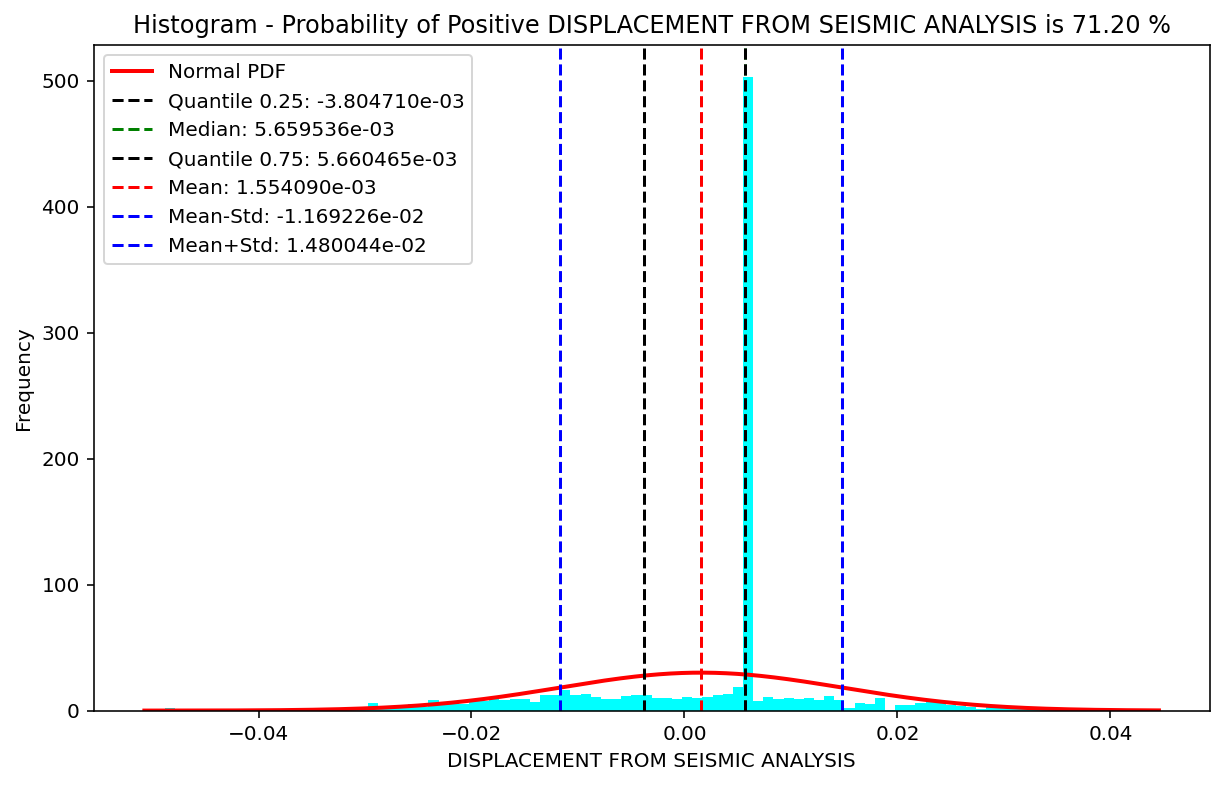 Histogram - Probability of Positive DISPLACEMENT FROM SEISMIC ANALYSIS is 71.20 %
Normal PDF
Quantile 0.25: -3.804710e-03
Median: 5.659536e-03
Quantile 0.75: 5.660465e-03
Mean: 1.554090e-03
Mean-Std: -1.169226e-02
Mean+Std: 1.480044e-02
Frequency
500
400
300
200
100
0
−0.04
−0.02
0.00
0.02
0.04
DISPLACEMENT FROM SEISMIC ANALYSIS